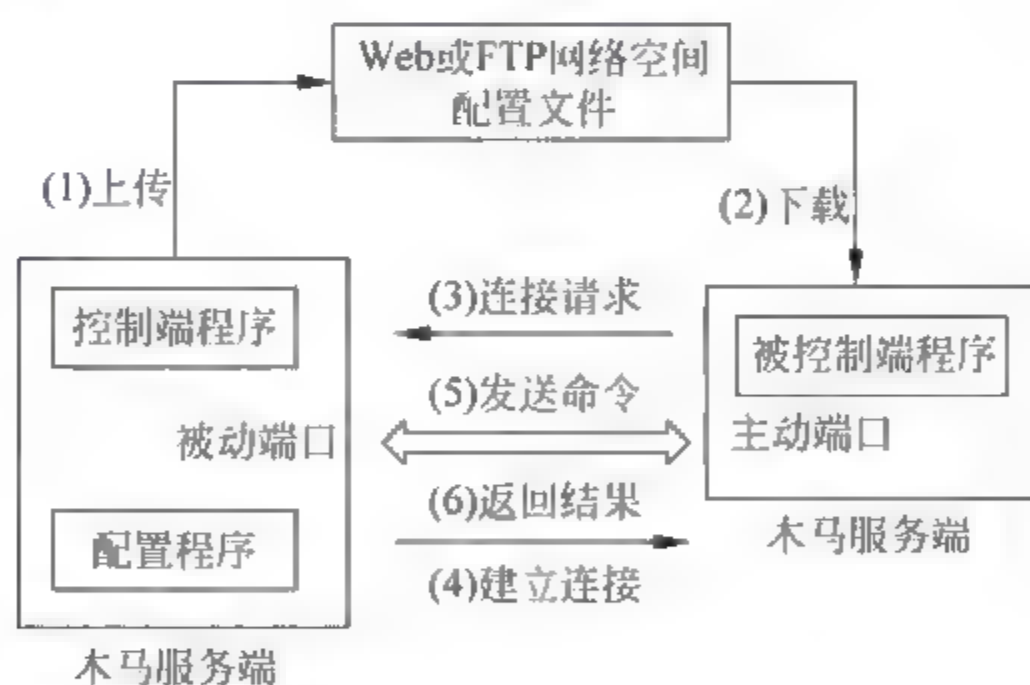 Web或FTP网络空间
配置文件
(1)上传
(2)下载
(3)连接请求
控制端程序
被控制端程序
(5)发送命令
被动端口
主动端口
(6)返回结果
配置程序
木马服务端
(4)建立连接
木马服务端